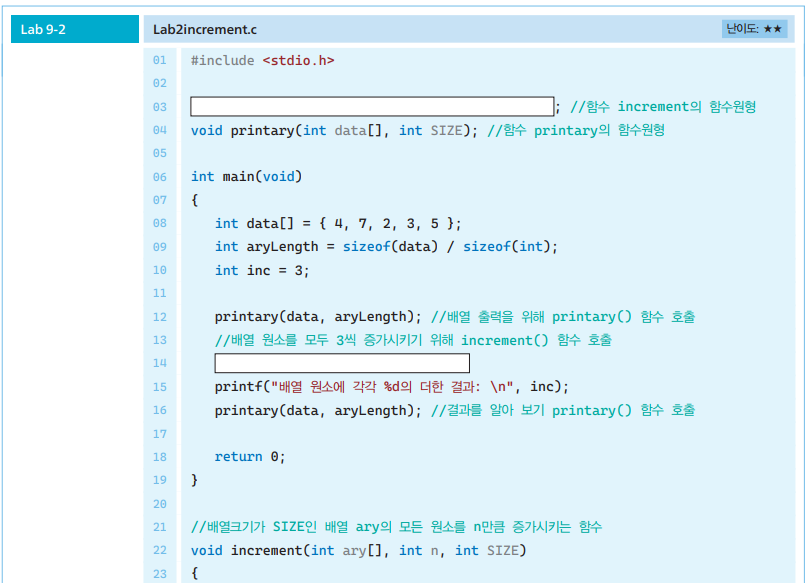 Lab 9-2 Lab2increment.c 난이도: ★★
01 #include <stdio.h>
02
03 ; //함수 increment의 함수원형
04 void printary(int data[], int SIZE); //함수 printary의 함수원형
05
06 int main(void)
07 {
08 int data[] = { 4, 7, 2, 3, 5 };
09 int aryLength = sizeof(data) / sizeof(int);
10 int inc = 3;
11
12 printary(data, aryLength); //배열 출력을 위해 printary() 함수 호출
13 //배열 원소를 모두 3씩 증가시키기 위해 increment() 함수 호출
14
15 printf("배열 원소에 각각 %d의 더한 결과: \n", inc);
16 printary(data, aryLength); //결과를 알아 보기 printary() 함수 호출
17
18 return 0;
19 }
20
21 //배열크기가 SIZE인 배열 ary의 모든 원소를 n만큼 증가시키는 함수
22 void increment(int ary[], int n, int SIZE)
23 {